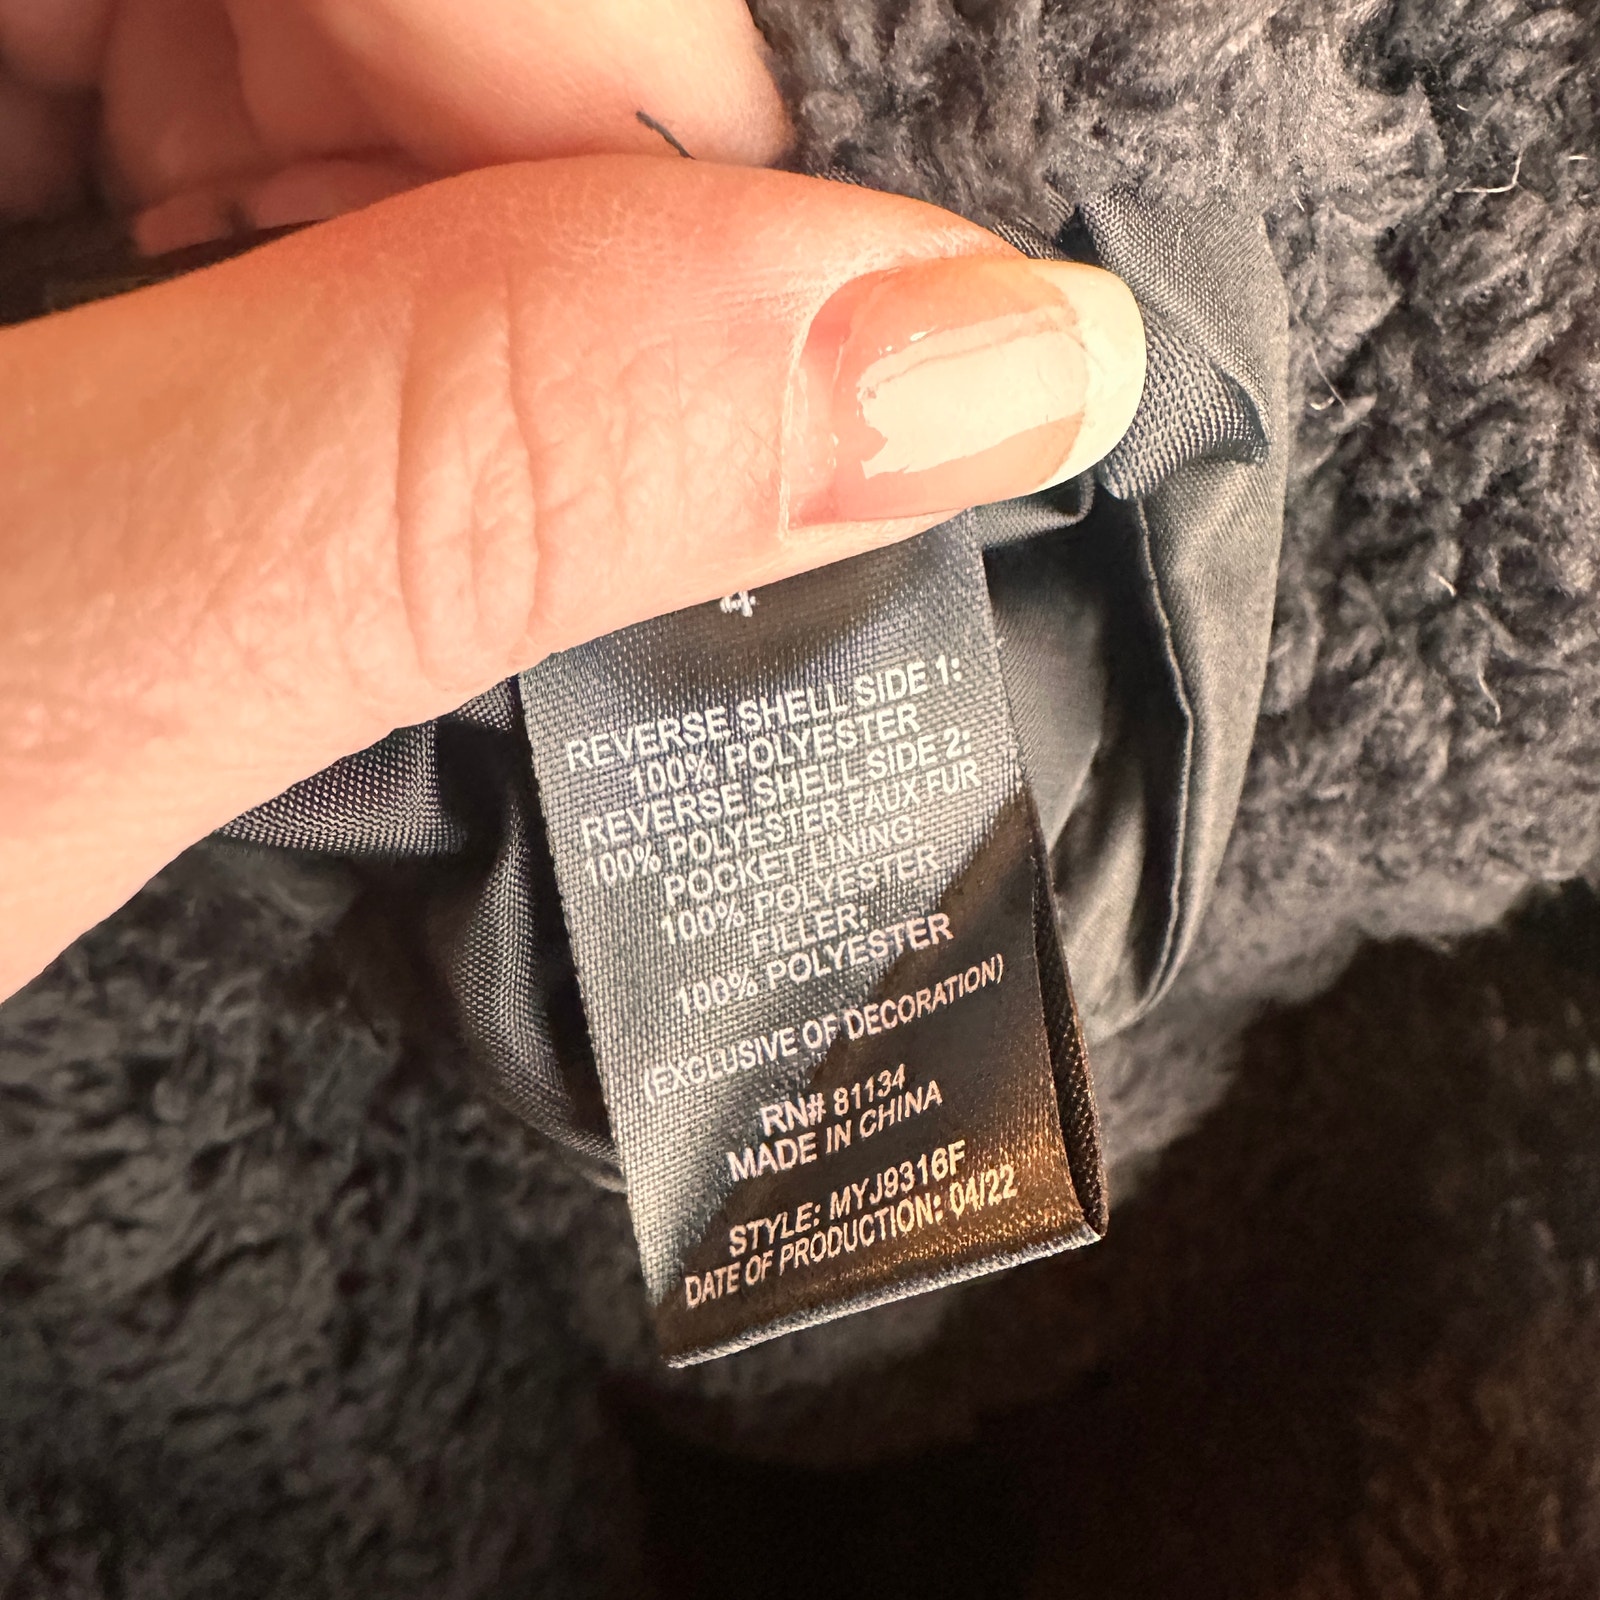 REVERSE SHELL SIDE 1:
100% POLYESTER
REVERSE SHELL SIDE 2:
100% POLYESTER FAUX FUR
POCKET LINING:
100% POLYESTER
FILLER:
100% POLYESTER
(EXCLUSIVE OF DECORATION)
RN# 81134
MADE IN CHINA
STYLE: MYJ9316F
DATE OF PRODUCTION: 04/22